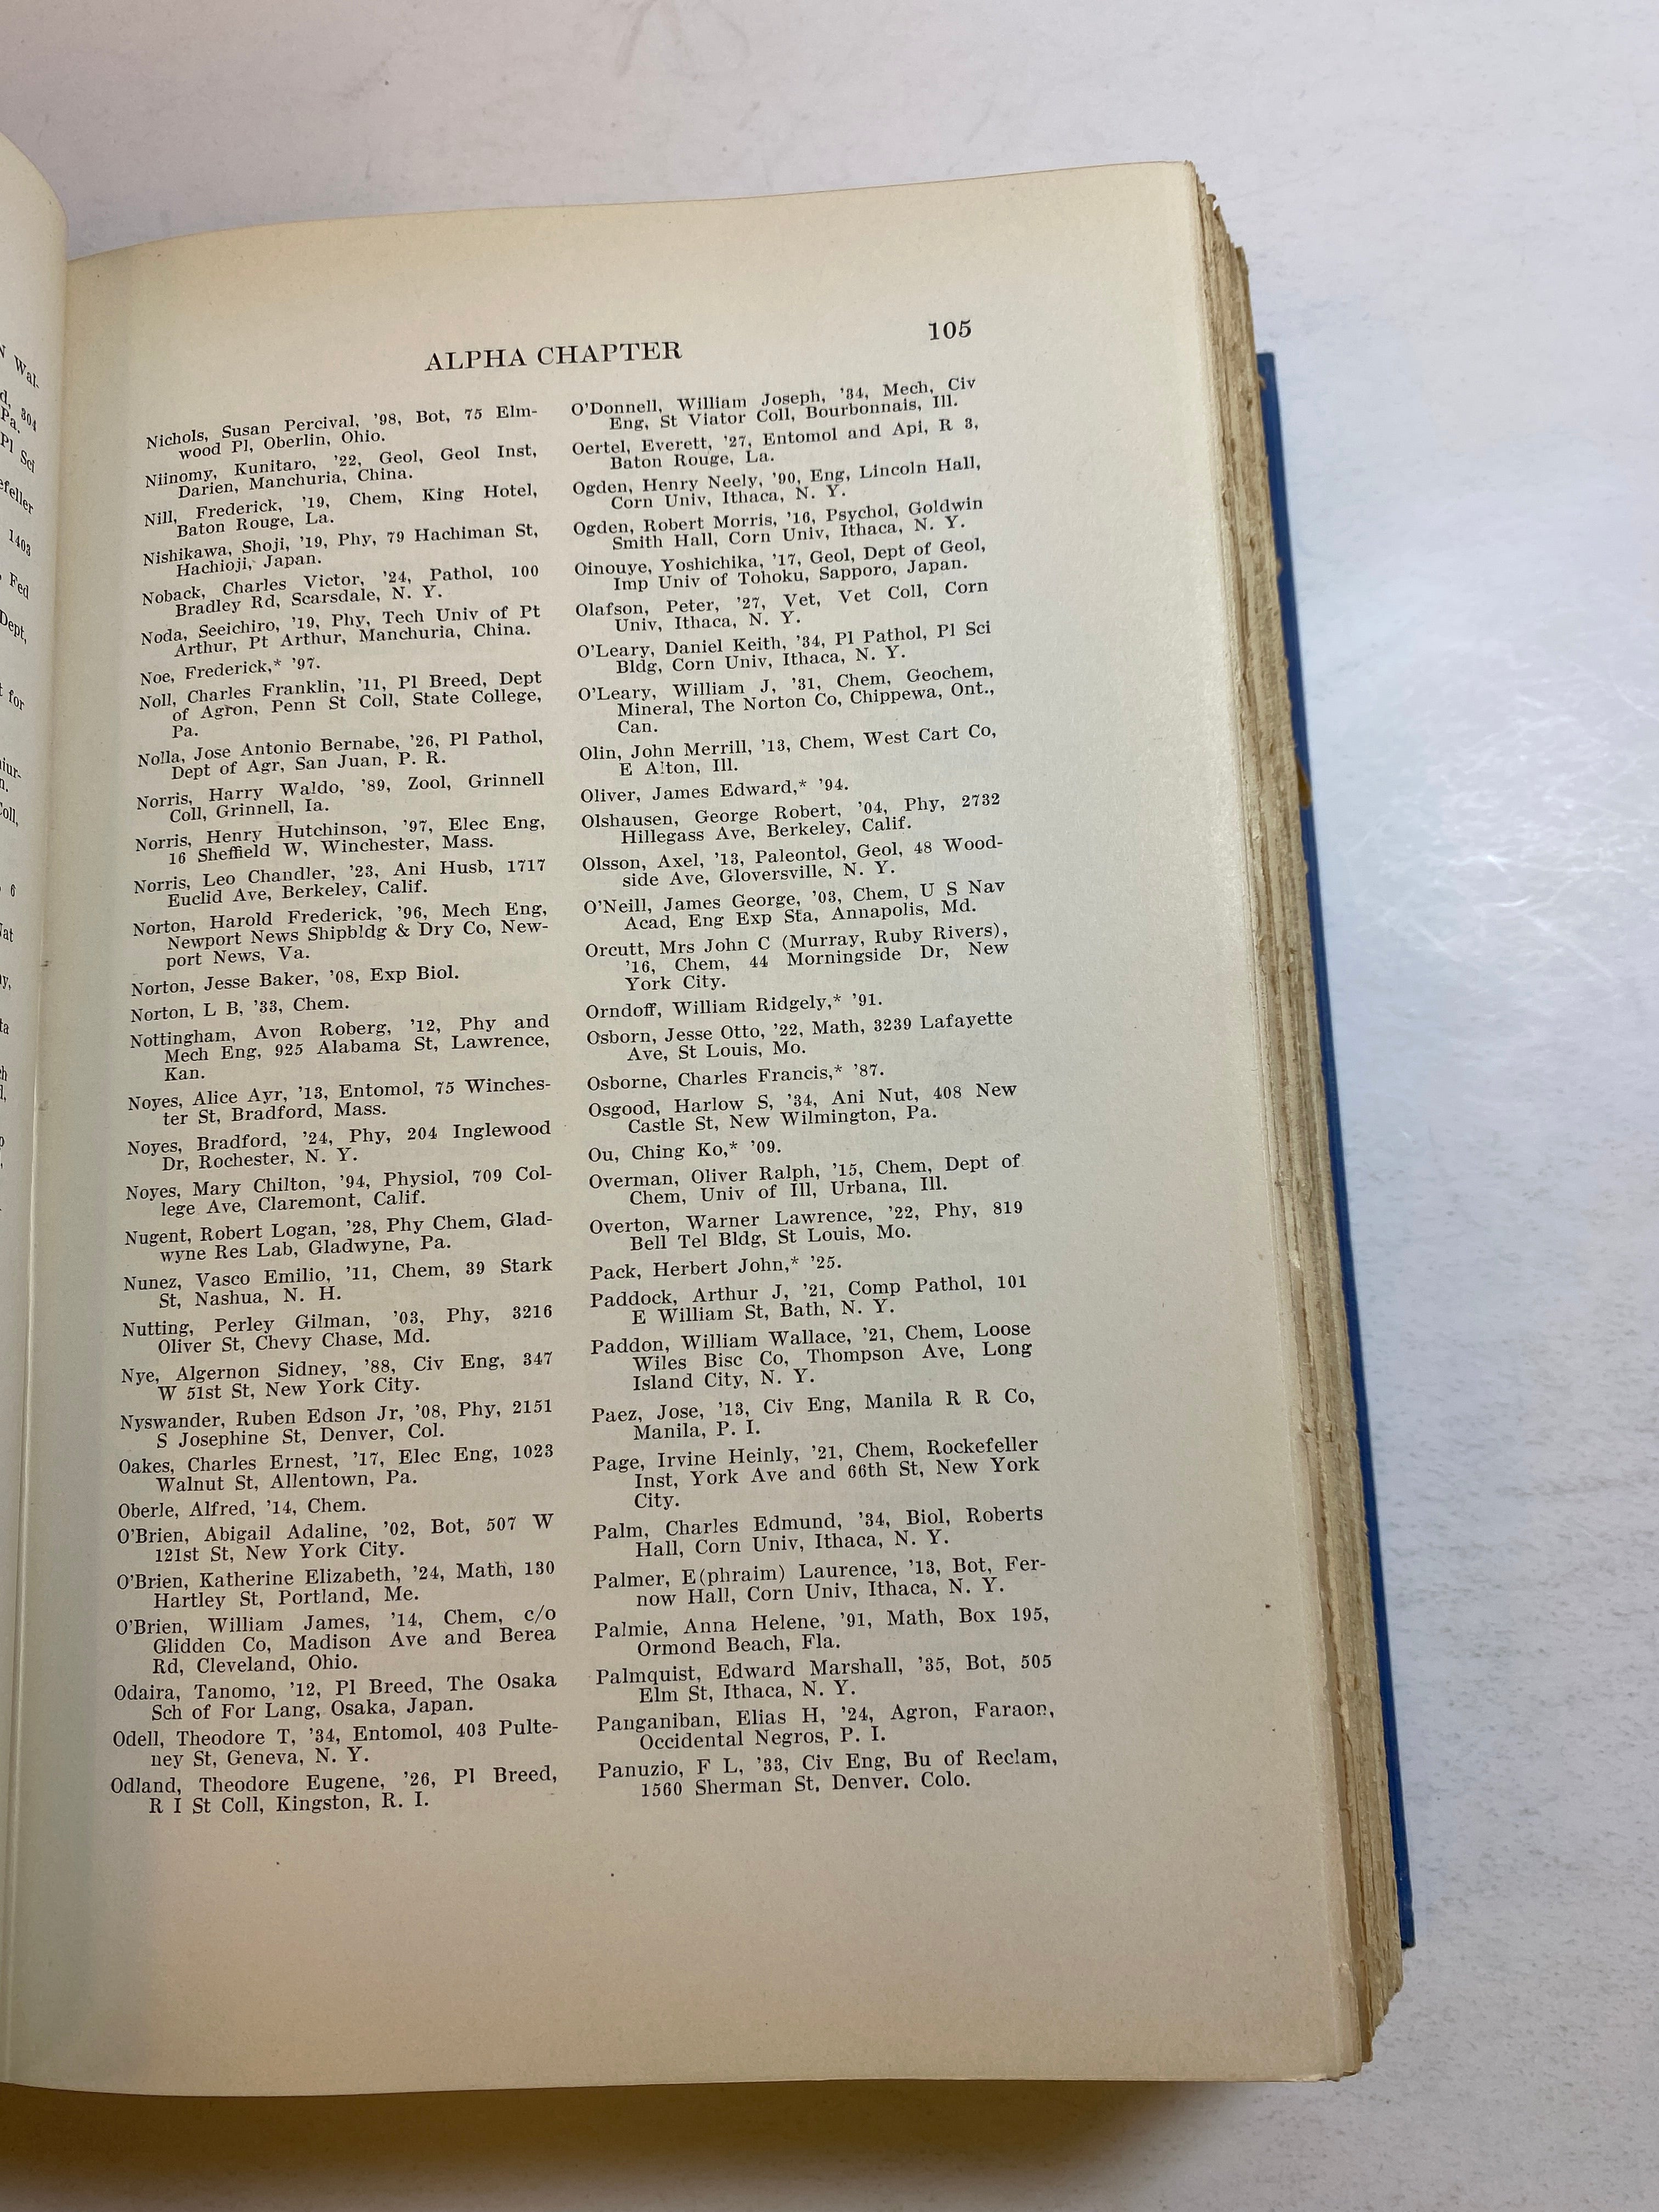 ALPHA CHAPTER
105
Nichols, Susan Percival, '98, Bot, 75 Elm-
wood Pl, Oberlin, Ohio.
Niinomy, Kunitaro, '22, Geol, Geol Inst,
Darien, Manchuria, China.
Nill, Frederick, '19, Chem, King Hotel,
Baton Rouge, La.
Nishikawa, Shoji, '19, Phy, 79 Hachiman St,
Hachioji, Japan.
Noback, Charles Victor, '24, Pathol, 100
Bradley Rd, Scarsdale, N. Y.
Noda, Seeichiro, '19, Phy, Tech Univ of Pt
Arthur, Pt Arthur, Manchuria, China.
Noe, Frederick,* '97.
Noll, Charles Franklin, '11, Pl Breed, Dept
of Agron, Penn St Coll, State College,
Pa.
Nolla, Jose Antonio Bernabe, '26, Pl Pathol,
Dept of Agr, San Juan, P. R.
Norris, Harry Waldo, '89, Zool, Grinnell
Coll, Grinnell, Ia.
Norris, Henry Hutchinson, '97, Elec Eng,
16 Sheffield W, Winchester, Mass.
Norris, Leo Chandler, '23, Ani Husb, 1717
Euclid Ave, Berkeley, Calif.
Norton, Harold Frederick, '96, Mech Eng,
Newport News Shipbldg & Dry Co, New-
port News, Va.
Norton, Jesse Baker, '08, Exp Biol.
Norton, L B, '33, Chem.
Nottingham, Avon Roberg, '12, Phy and
Mech Eng, 925 Alabama St, Lawrence,
Kan.
Noyes, Alice Ayr, '13, Entomol, 75 Winches-
ter St, Bradford, Mass.
Noyes, Bradford, '24, Phy, 204 Inglewood
Dr, Rochester, N. Y.
Noyes, Mary Chilton, '94, Physiol, 709 Col-
lege Ave, Claremont, Calif.
Nugent, Robert Logan, '28, Phy Chem, Glad-
wyne Res Lab, Gladwyne, Pa.
Nunez, Vasco Emilio, '11, Chem, 39 Stark
St, Nashua, N. H.
Nutting, Perley Gilman, '03, Phy, 3216
Oliver St, Chevy Chase, Md.
Nye, Algernon Sidney, '88, Civ Eng, 347
W 51st St, New York City.
Nyswander, Ruben Edson Jr, '08, Phy, 2151
S Josephine St, Denver, Col.
Oakes, Charles Ernest, '17, Elec Eng, 1023
Walnut St, Allentown, Pa.
Oberle, Alfred, '14, Chem.
O'Brien, Abigail Adaline, '02, Bot, 507 W
121st St, New York City.
O'Brien, Katherine Elizabeth, '24, Math, 130
Hartley St, Portland, Me.
O'Brien, William James, '14, Chem, c/o
Glidden Co, Madison Ave and Berea
Rd, Cleveland, Ohio.
Odaira, Tanomo, '12, Pl Breed, The Osaka
Sch of For Lang, Osaka, Japan.
Odell, Theodore T, '34, Entomol, 403 Pulte-
ney St, Geneva, N. Y.
Odland, Theodore Eugene, '26, Pl Breed,
R I St Coll, Kingston, R. I.
O'Donnell, William Joseph, '34, Mech, Civ
Eng, St Viator Coll, Bourbonnais, Ill.
Oertel, Everett, '27, Entomol and Api, R 3,
Baton Rouge, La.
Ogden, Henry Neely, '90, Eng, Lincoln Hall,
Corn Univ, Ithaca, N. Y.
Ogden, Robert Morris, '16, Psychol, Goldwin
Smith Hall, Corn Univ, Ithaca, N. Y.
Oinouye, Yoshichika, '17, Geol, Dept of Geol,
Imp Univ of Tohoku, Sapporo, Japan.
Olafson, Peter, '27, Vet, Vet Coll, Corn
Univ, Ithaca, N. Y.
O'Leary, Daniel Keith, '34, Pl Pathol, Pl Sci
Bldg, Corn Univ, Ithaca, N. Y.
O'Leary, William J, '31, Chem, Geochem,
Mineral, The Norton Co, Chippewa, Ont.,
Can.
Olin, John Merrill, '13, Chem, West Cart Co,
E Alton, Ill.
Oliver, James Edward,* '94.
Olshausen, George Robert, '04, Phy, 2732
Hillegass Ave, Berkeley, Calif.
Olsson, Axel, '13, Paleontol, Geol, 48 Wood-
side Ave, Gloversville, N. Y.
O'Neill, James George, '03, Chem, U S Nav
Acad, Eng Exp Sta, Annapolis, Md.
Orcutt, Mrs John C (Murray, Ruby Rivers),
'16, Chem, 44 Morningside Dr, New
York City.
Orndoff, William Ridgely,* '91.
Osborn, Jesse Otto, '22, Math, 3239 Lafayette
Ave, St Louis, Mo.
Osborne, Charles Francis,* '87.
Osgood, Harlow S, '34, Ani Nut, 408 New
Castle St, New Wilmington, Pa.
Ou, Ching Ko,* '09.
Overman, Oliver Ralph, '15, Chem, Dept of
Chem, Univ of Ill, Urbana, Ill.
Overton, Warner Lawrence, '22, Phy, 819
Bell Tel Bldg, St Louis, Mo.
Pack, Herbert John,* '25.
Paddock, Arthur J, '21, Comp Pathol, 101
E William St, Bath, N. Y.
Paddon, William Wallace, '21, Chem, Loose
Wiles Bisc Co, Thompson Ave, Long
Island City, N. Y.
Paez, Jose, '13, Civ Eng, Manila R R Co,
Manila, P. I.
Page, Irvine Heinly, '21, Chem, Rockefeller
Inst, York Ave and 66th St, New York
City.
Palm, Charles Edmund, '34, Biol, Roberts
Hall, Corn Univ, Ithaca, N. Y.
Palmer, E(phraim) Laurence, '13, Bot, Fer-
now Hall, Corn Univ, Ithaca, N. Y.
Palmie, Anna Helene, '91, Math, Box 195,
Ormond Beach, Fla.
Palmquist, Edward Marshall, '35, Bot, 505
Elm St, Ithaca, N. Y.
Panganiban, Elias H, '24, Agron, Faraon,
Occidental Negros, P. I.
Panuzio, F L, '33, Civ Eng, Bu of Reclam,
1560 Sherman St, Denver, Colo.